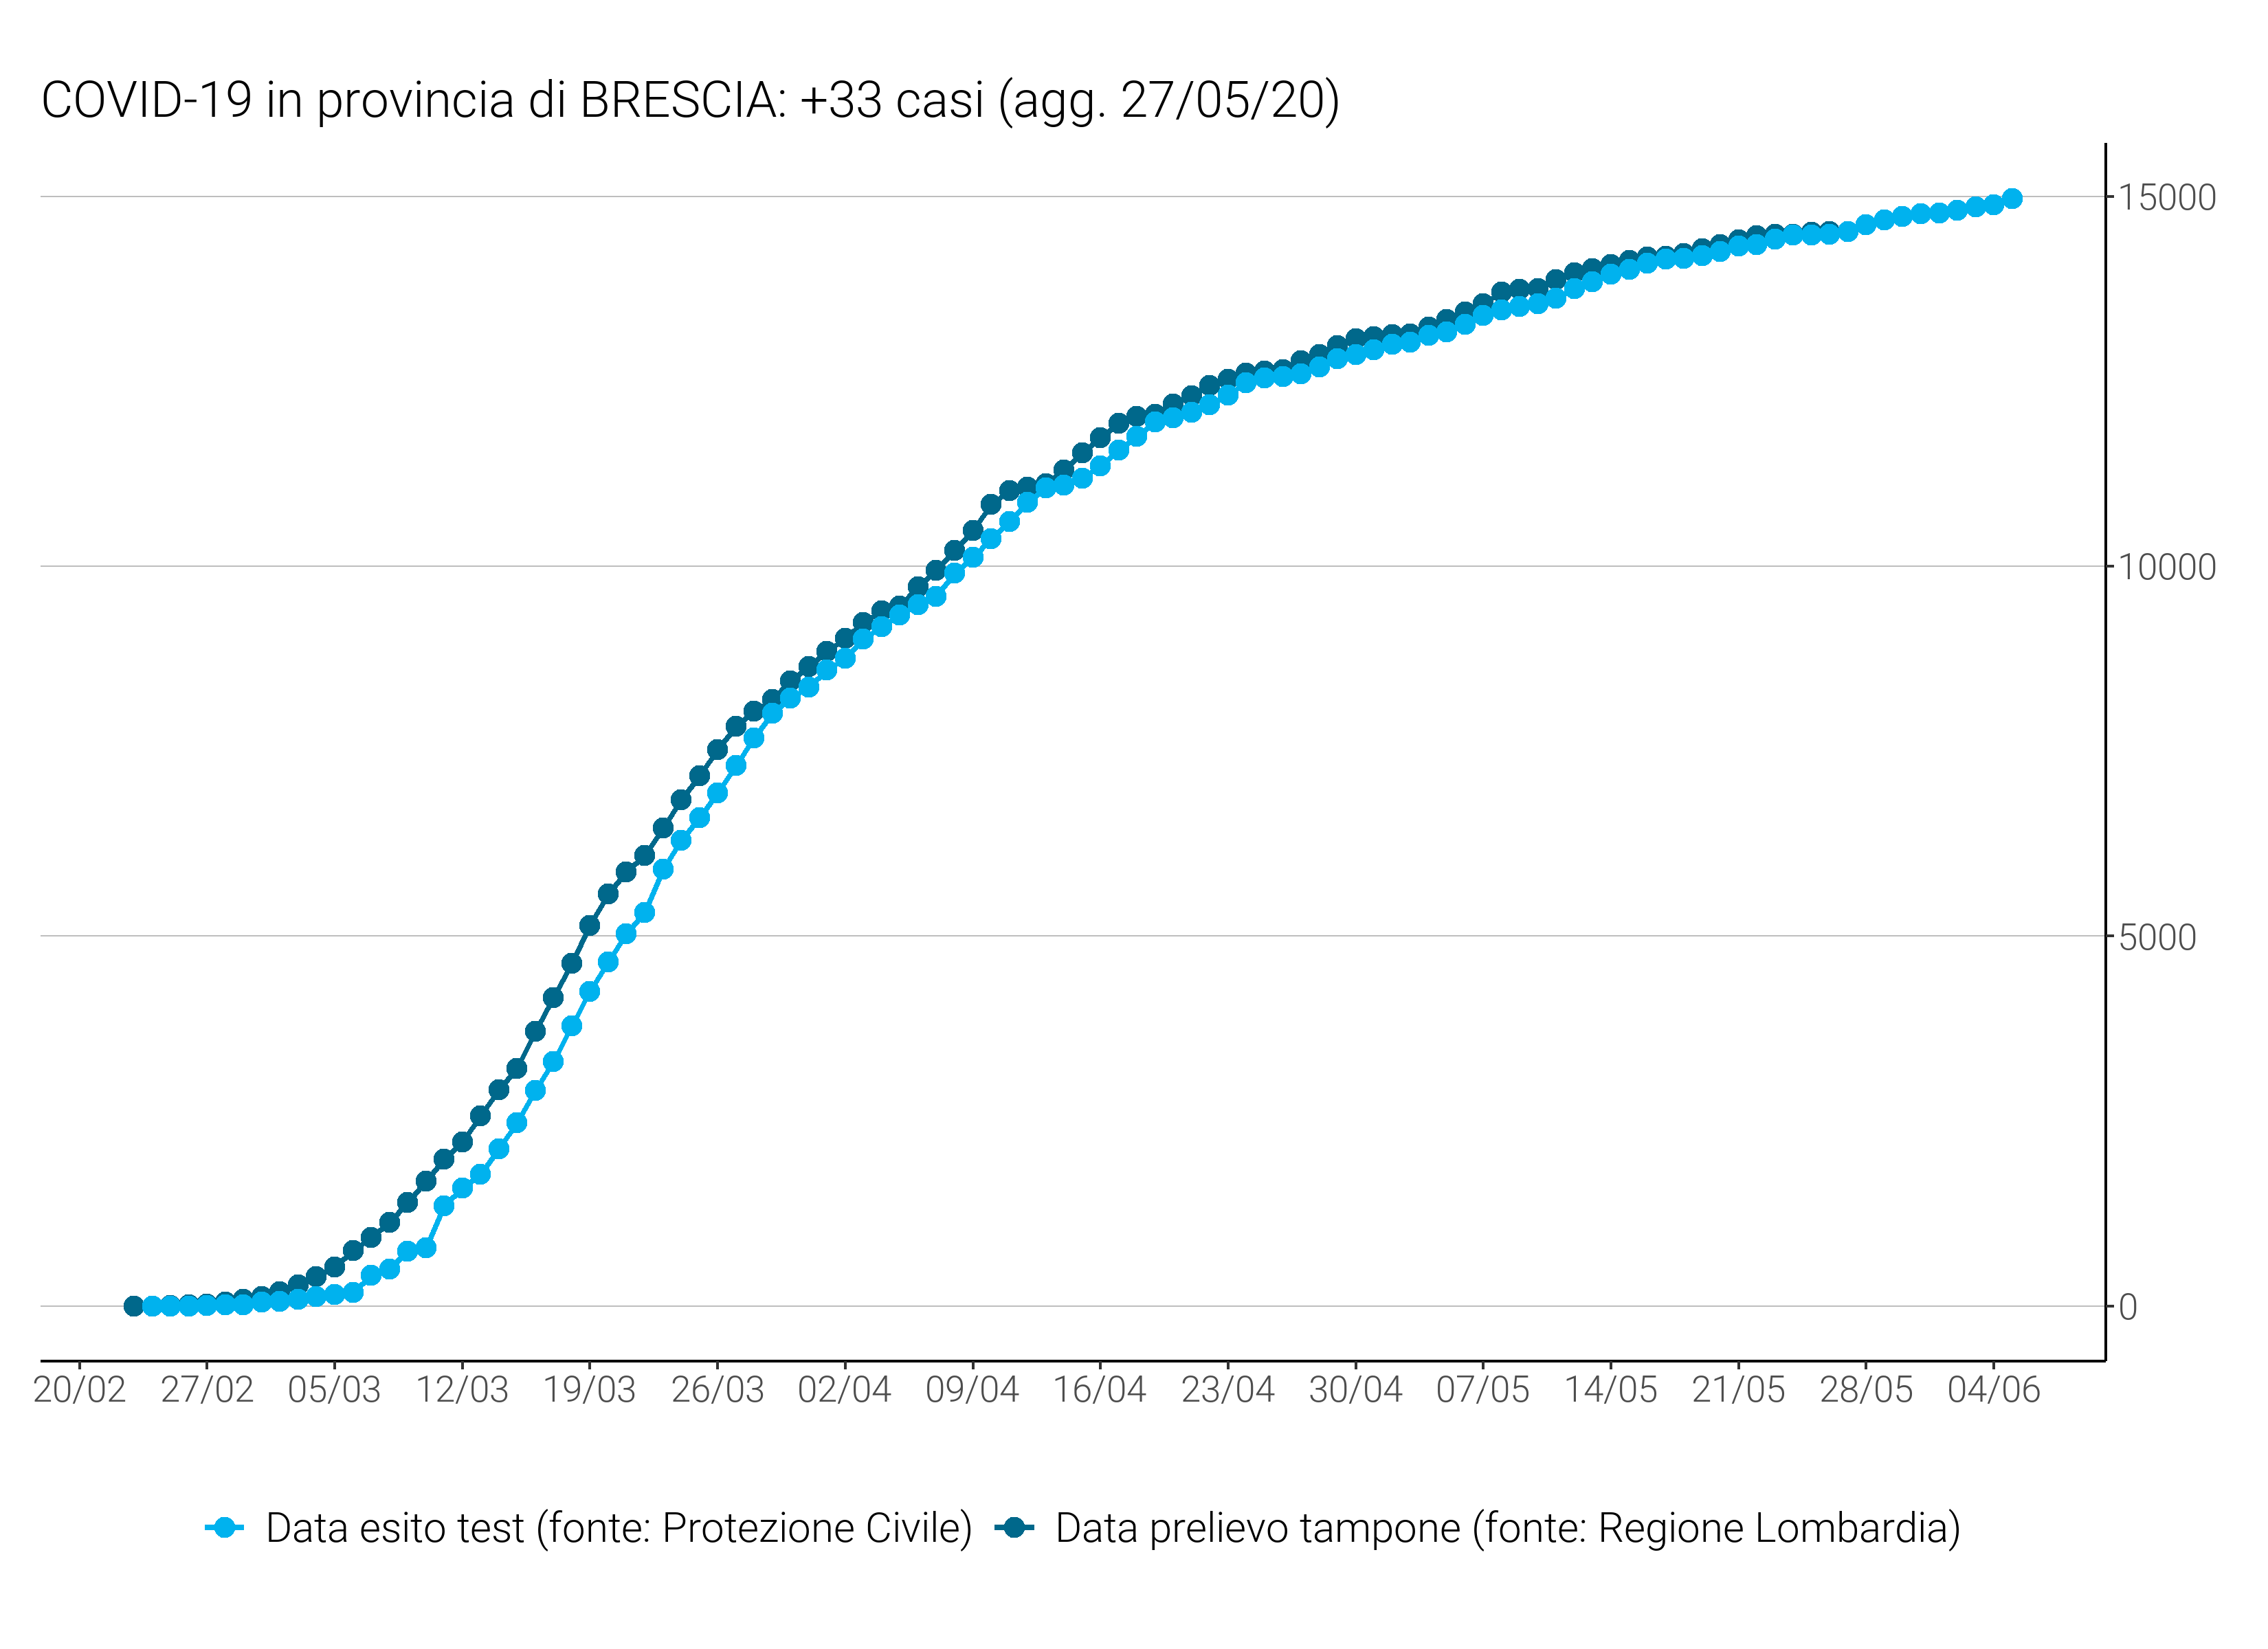 COVID-19 in provincia di BRESCIA: +33 casi (agg. 27/05/20)
15000
10000
5000
0
20/02 27/02 05/03 12/03 19/03 26/03 02/04 09/04 16/04 23/04 30/04 07/05 14/05 21/05 28/05 04/06
Data esito test (fonte: Protezione Civile) Data prelievo tampone (fonte: Regione Lombardia)